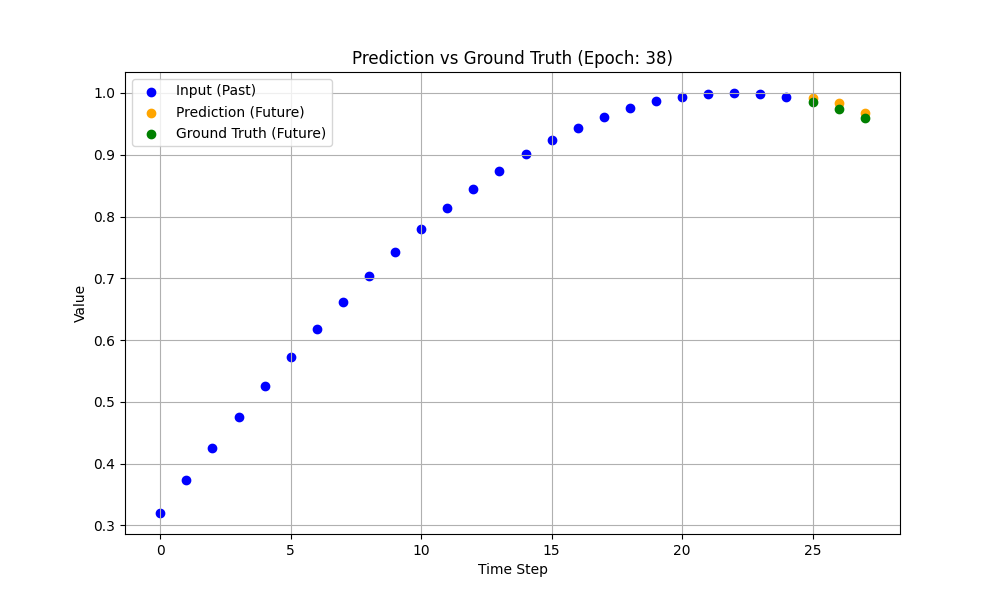 Prediction vs Ground Truth (Epoch: 38)
Input (Past)
Prediction (Future)
Ground Truth (Future)
1.0
0.9
0.8
0.7
0.6
0.5
0.4
0.3
Value
0 5 10 15 20 25
Time Step